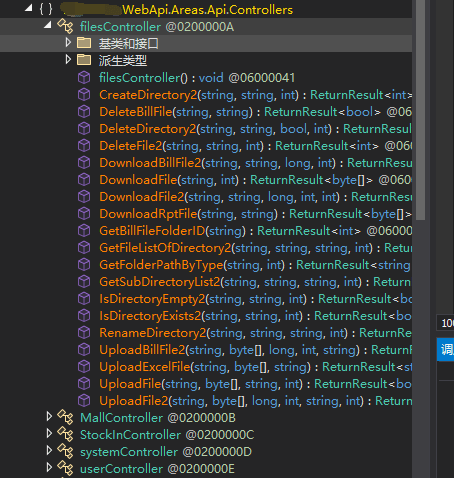 { } WebApi.Areas.Api.Controllers
filesController @0200000A
基类和接口
派生类型
filesController() : void @06000041
CreateDirectory2(string, string, int) : ReturnResult<int>
DeleteBillFile(string, string) : ReturnResult<bool> @06
DeleteDirectory2(string, string, bool, int) : ReturnResul
DeleteFile2(string, string, int) : ReturnResult<int> @00
DownloadBillFile2(string, string, long, int) : ReturnResul
DownloadFile(string, int) : ReturnResult<byte[]> @060
DownloadFile2(string, string, long, int, int) : ReturnRes
DownloadRptFile(string, string) : ReturnResult<byte[]>
GetBillFileFolderID(string) : ReturnResult<int> @06000
GetFileListOfDirectory2(string, string, string, int) : Retu
GetFolderPathByType(string, int) : ReturnResult<string
GetSubDirectoryList2(string, string, string, int) : Return
IsDirectoryEmpty2(string, string, int) : ReturnResult<bo
IsDirectoryExists2(string, string, int) : ReturnResult<bo
RenameDirectory2(string, string, string, int) : ReturnRe
UploadBillFile2(string, byte[], long, int, string) : ReturnR
UploadExcelFile(string, byte[], string) : ReturnResult<st
UploadFile(string, byte[], string, int) : ReturnResult<bo
UploadFile2(string, byte[], long, int, string, int) : Return
MallController @0200000B
StockInController @0200000C
systemController @0200000D
userController @0200000E
10
调